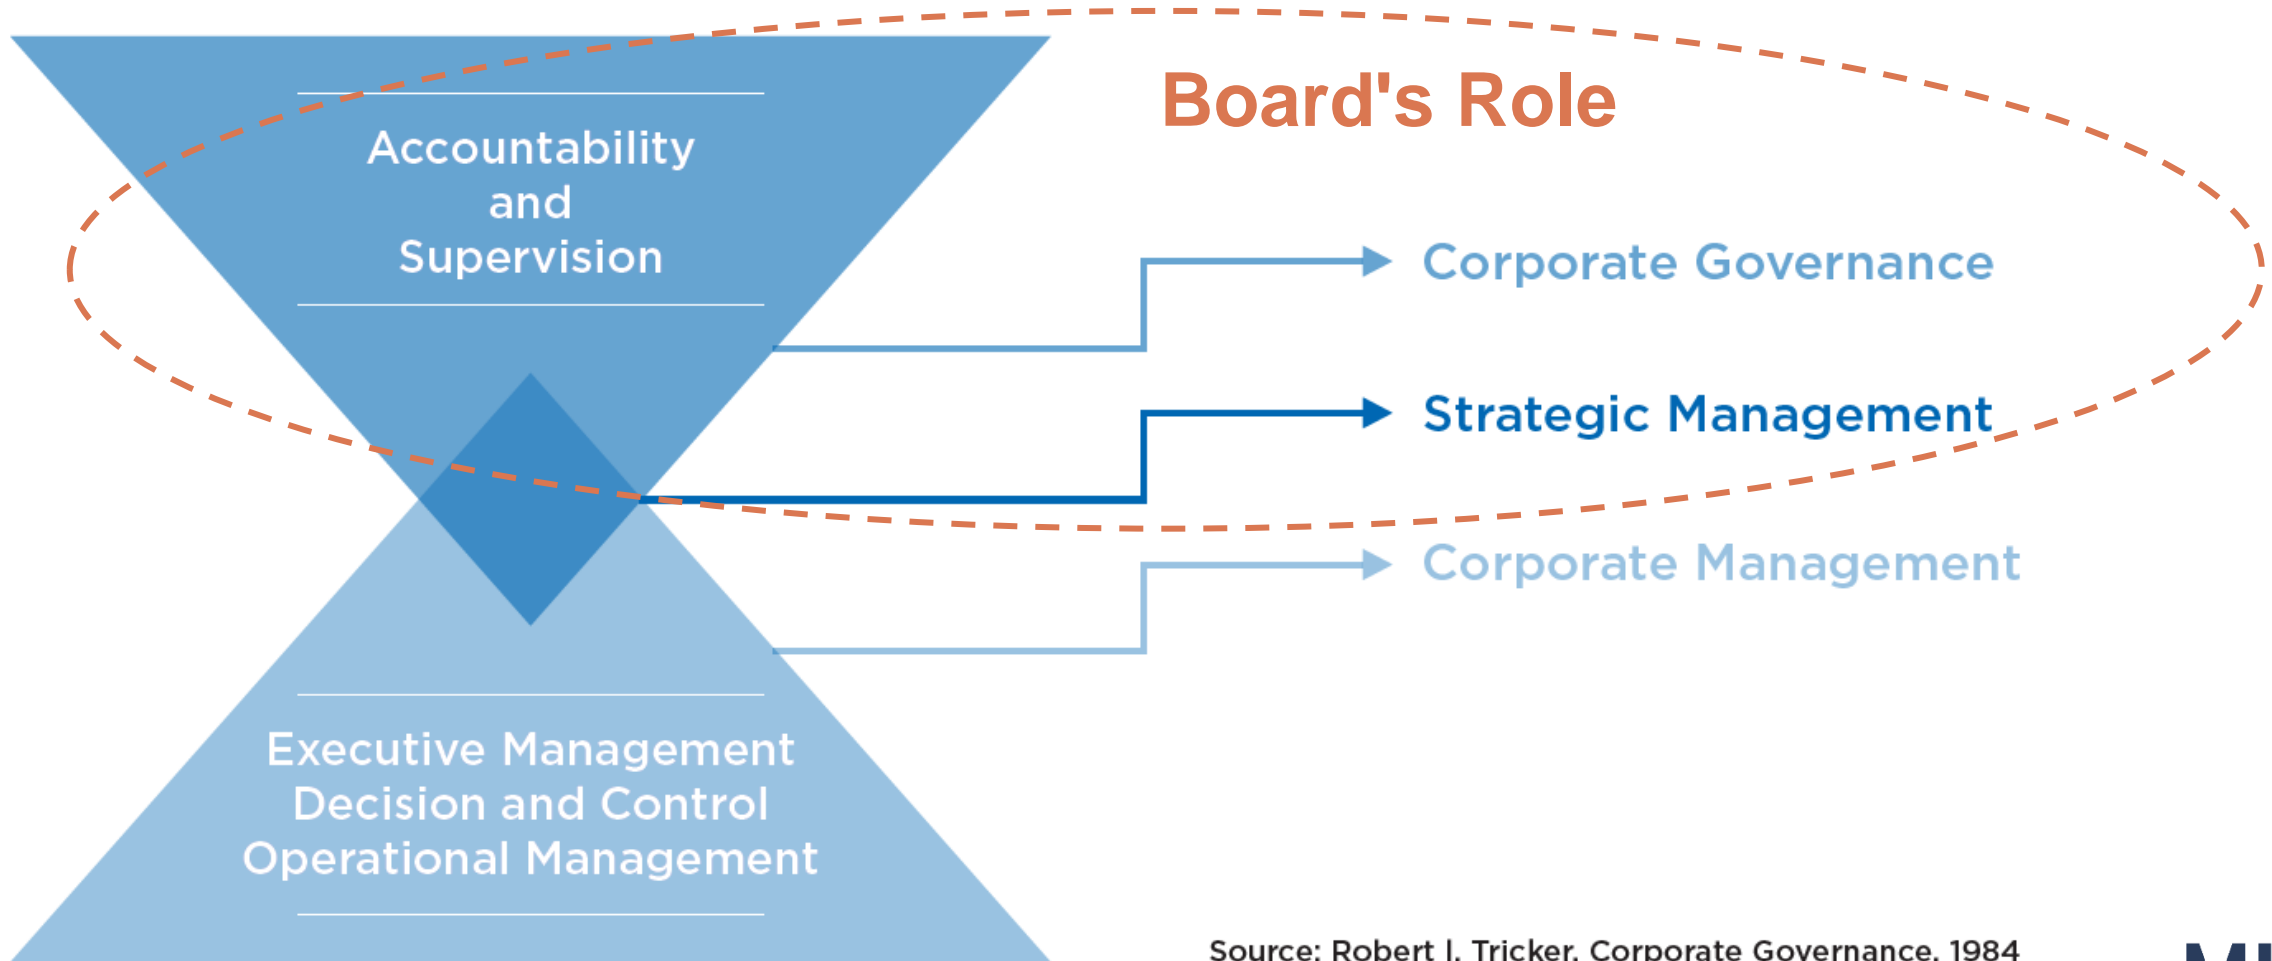 Board's Role
Accountability
and
Supervision
Corporate Governance
Strategic Management
Corporate Management
Executive Management
Decision and Control
Operational Management
Source: Robert I. Tricker, Corporate Governance, 1984